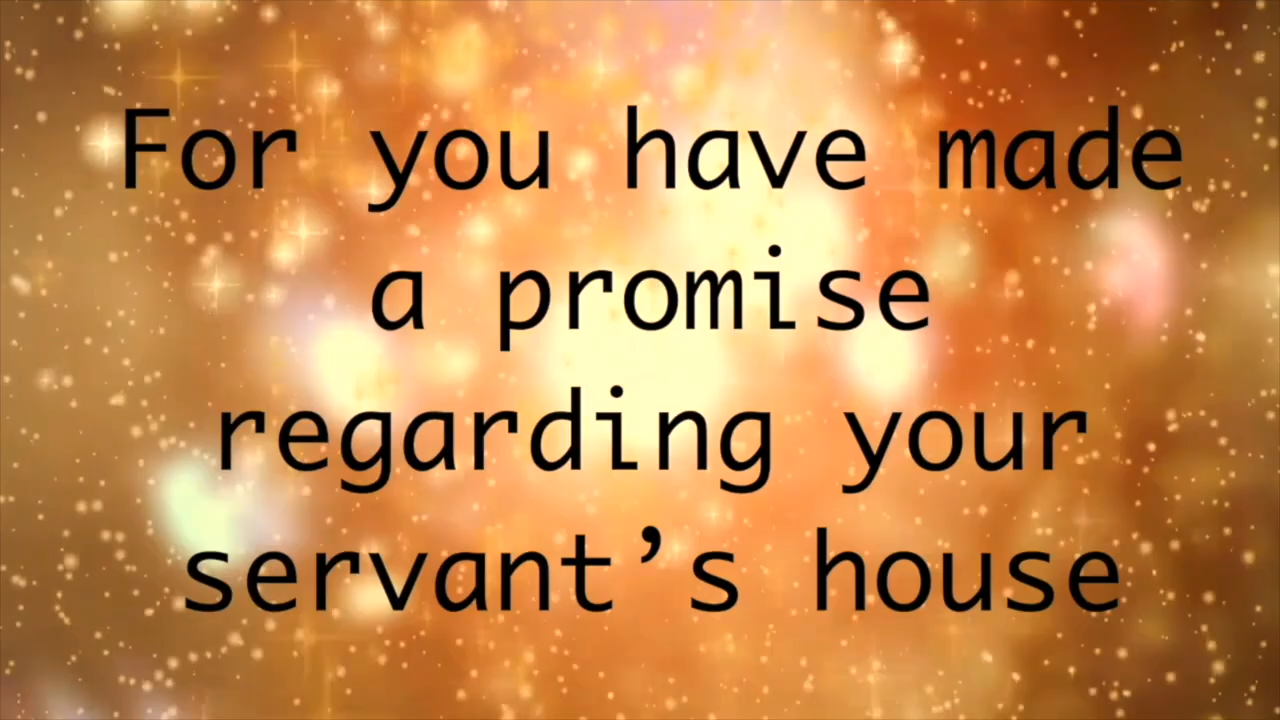 For you have made
a promise
regarding your
servant’s house